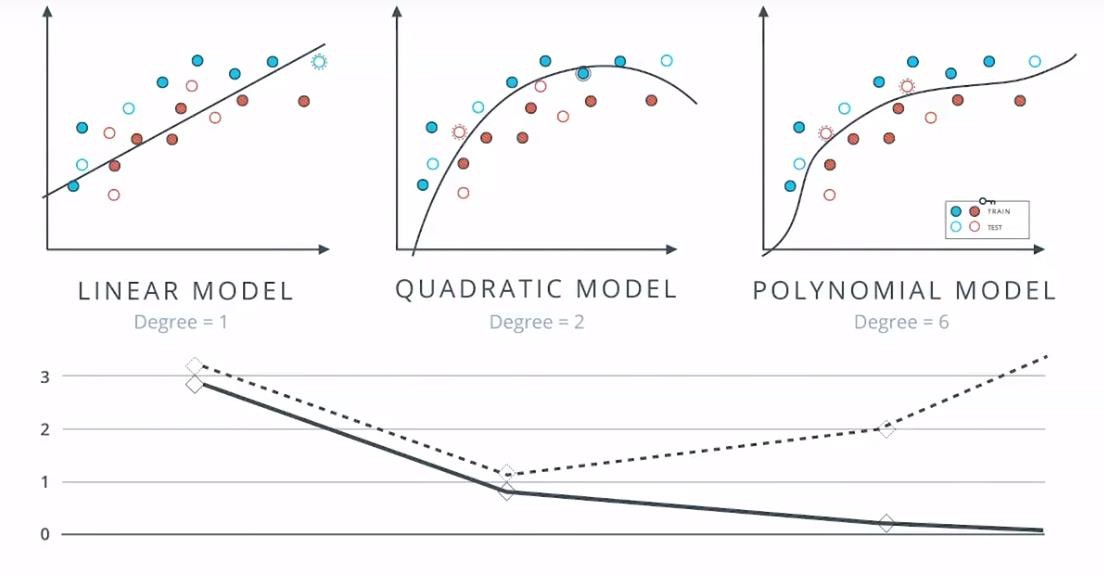 TRAIN
TEST
LINEAR MODEL
QUADRATIC MODEL
POLYNOMIAL MODEL
Degree = 1
Degree = 2
Degree = 6
3
2
1
0